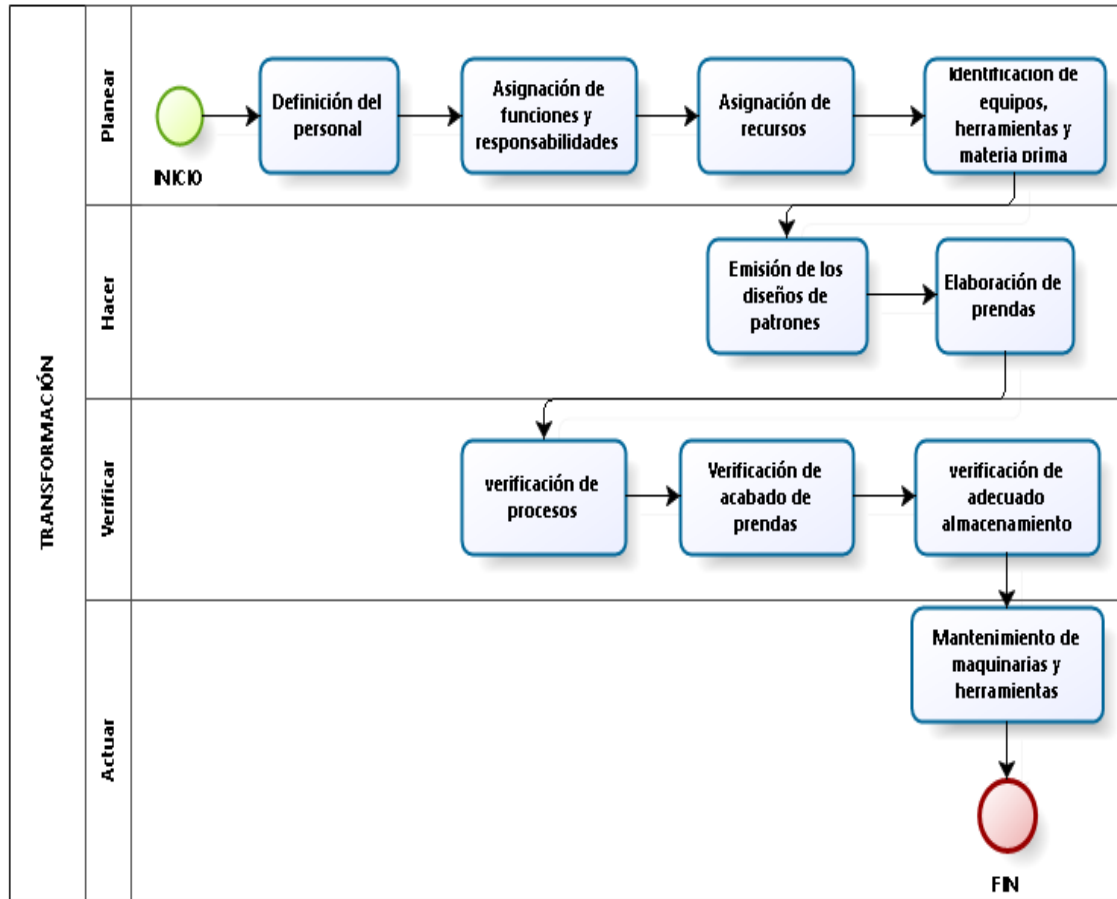 TRANSFORMACIÓN
Planear
INICIO
Definición del
personal
Asignación de
funciones y
responsabilidades
Asignación de
recursos
Identificación de
equipos,
herramientas y
materia prima
Hacer
Emisión de los
diseños de
patrones
Elaboración de
prendas
Verificar
verificación de
procesos
Verificación de
acabado de
prendas
verificación de
adecuado
almacenamiento
Actuar
Mantenimiento de
maquinarias y
herramientas
FIN